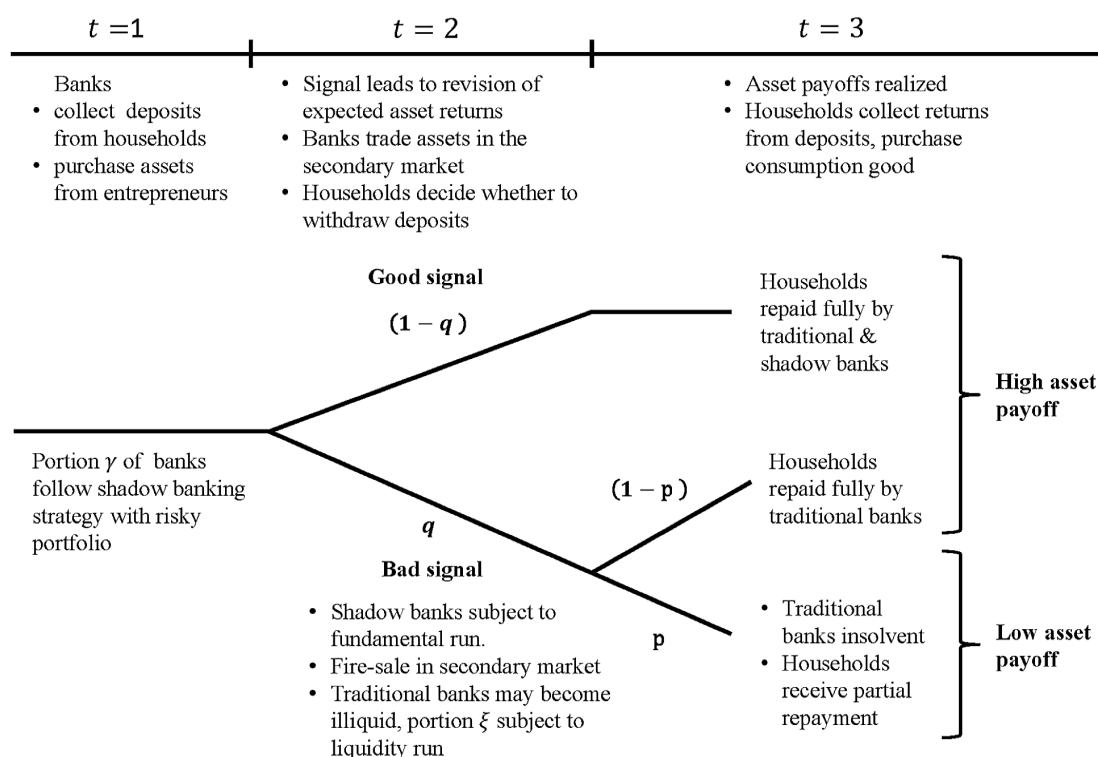 t =1
t = 2
t = 3
Banks
• collect deposits
from households
• purchase assets
from entrepreneurs
• Signal leads to revision of
expected asset returns
• Banks trade assets in the
secondary market
• Households decide whether to
withdraw deposits
• Asset payoffs realized
• Households collect returns
from deposits, purchase
consumption good
Good signal
(1 − q )
Households
repaid fully by
traditional &
shadow banks
High asset
payoff
Portion γ of banks
follow shadow banking
strategy with risky
portfolio
q
Bad signal
(1 − p )
Households
repaid fully by
traditional banks
• Shadow banks subject to
fundamental run.
• Fire-sale in secondary market
• Traditional banks may become
illiquid, portion ξ subject to
liquidity run
p
• Traditional
banks insolvent
• Households
receive partial
repayment
Low asset
payoff